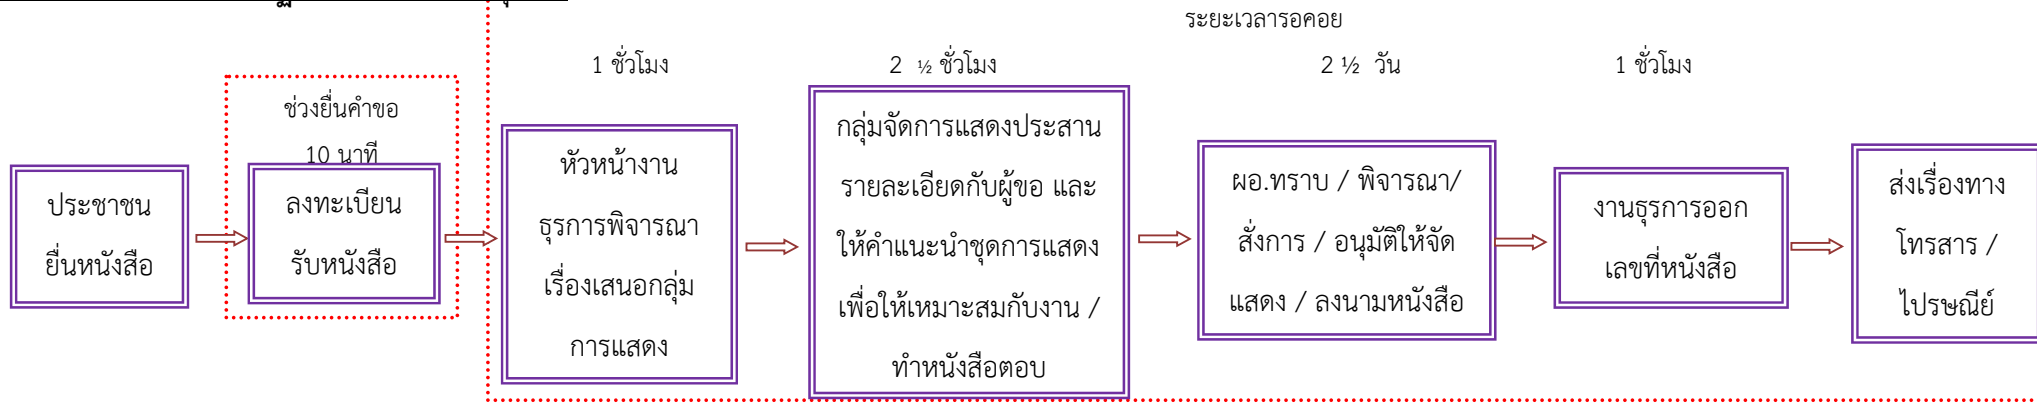 ระยะเวลารอคอย
1 ชั่วโมง
2 ½ ชั่วโมง
2 ½ วัน
1 ชั่วโมง
ช่วงยื่นคำขอ
10 นาที
ประชาชน
ยื่นหนังสือ
ลงทะเบียน
รับหนังสือ
หัวหน้างาน
ธุรการพิจารณา
เรื่องเสนอกลุ่ม
การแสดง
กลุ่มจัดการแสดงประสาน
รายละเอียดกับผู้ขอ และ
ให้คำแนะนำชุดการแสดง
เพื่อให้เหมาะสมกับงาน /
ทำหนังสือตอบ
ผอ.ทราบ / พิจารณา/
สั่งการ / อนุมัติให้จัด
แสดง / ลงนามหนังสือ
งานธุรการออก
เลขที่หนังสือ
ส่งเรื่องทาง
โทรสาร /
ไปรษณีย์